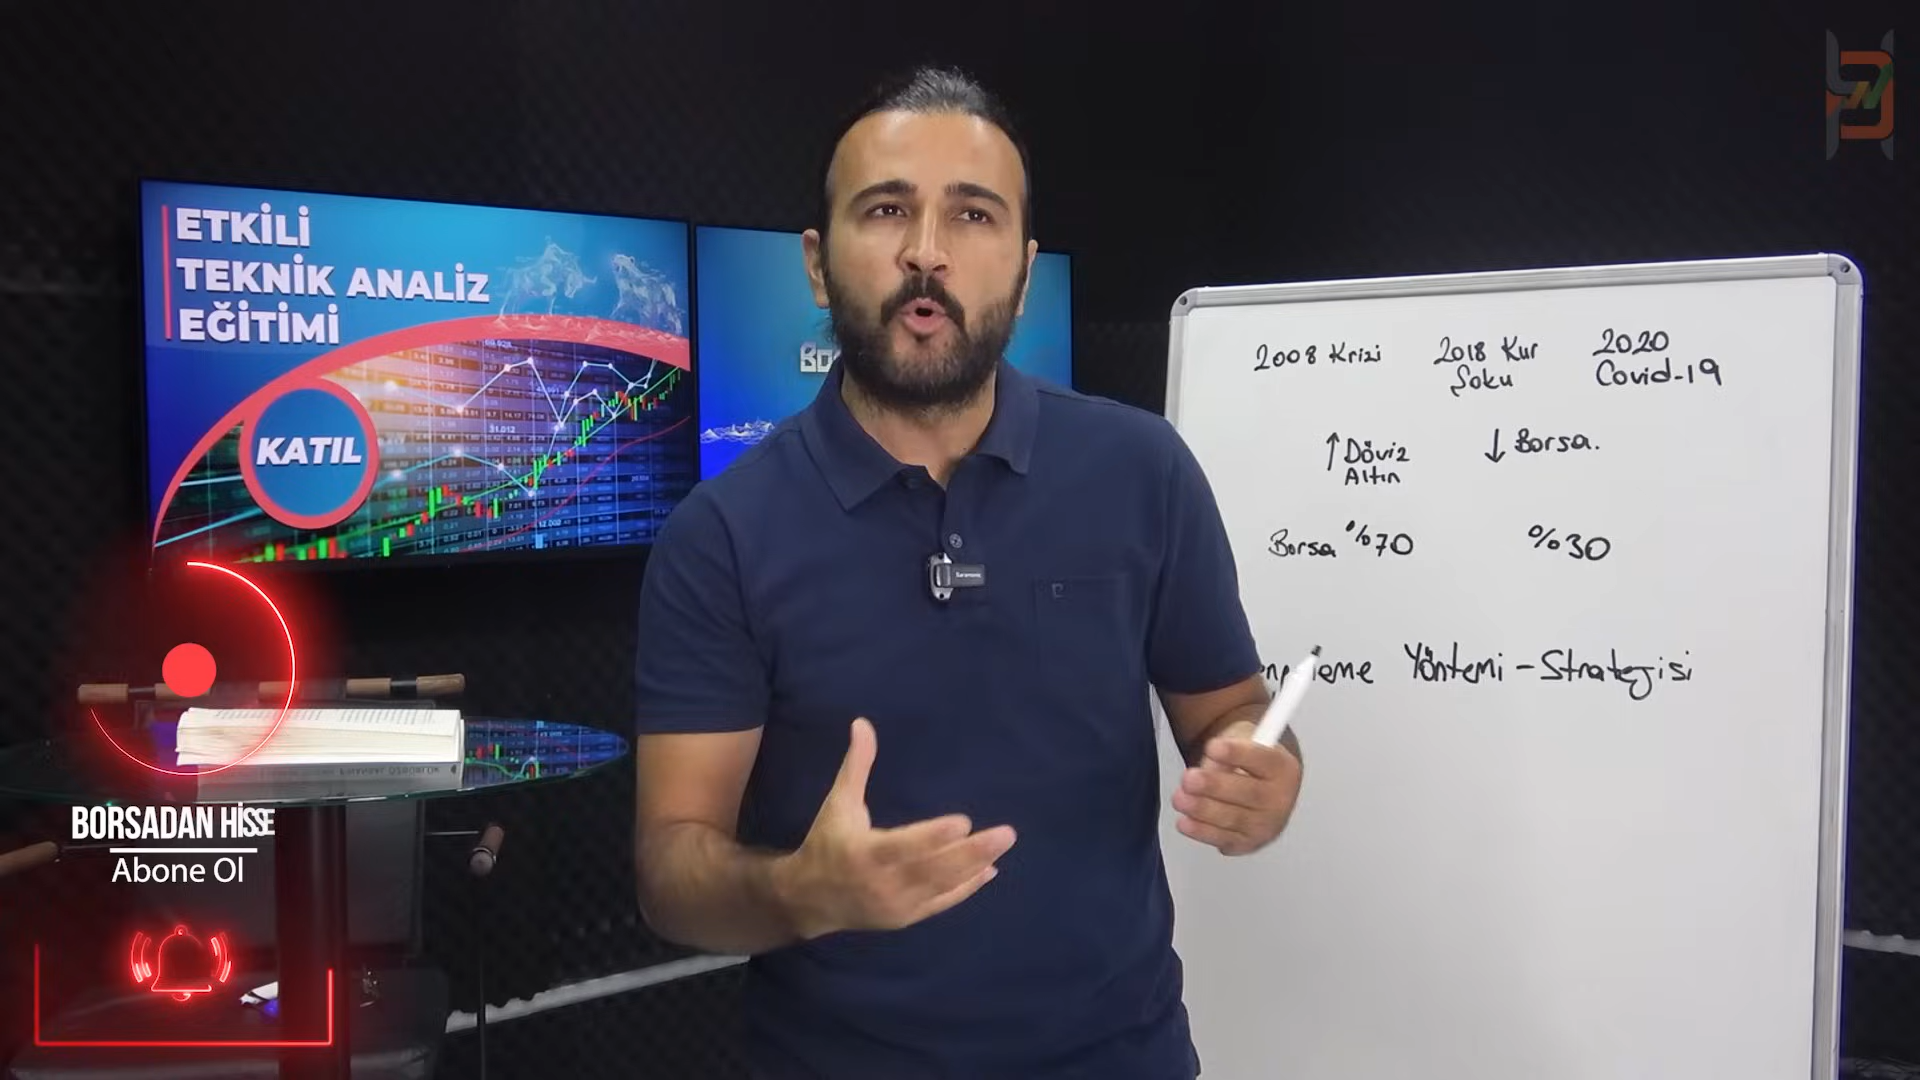 ETKİLİ
TEKNİK ANALİZ
EĞİTİMİ
KATIL
2008 Krizi
2018 Kur
Şoku
2020
Covid-19
↑ Döviz
Altın
↓ Borsa.
Borsa %70
%30
Yöntemi - Stratejisi
BORSADAN HİSSE
Abone Ol